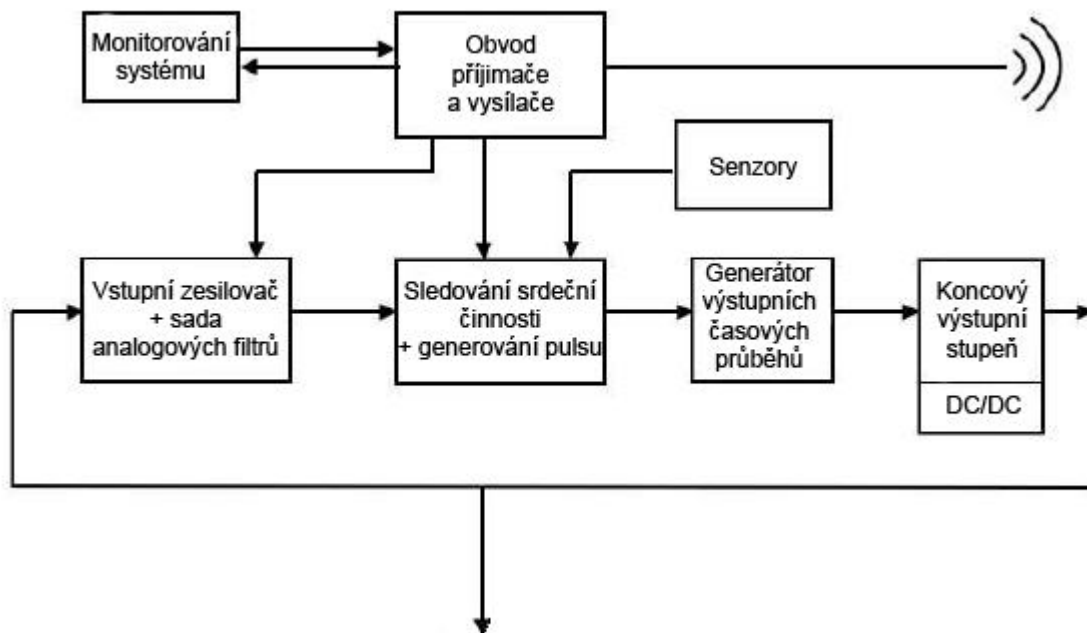 Monitorování
systému
Obvod
příjimače
a vysílače
Senzory
Vstupní zesilovač
+ sada
analogových filtrů
Sledování srdeční
činnosti
+ generování pulsu
Generátor
výstupních
časových
průběhů
Koncový
výstupní
stupeň
DC/DC